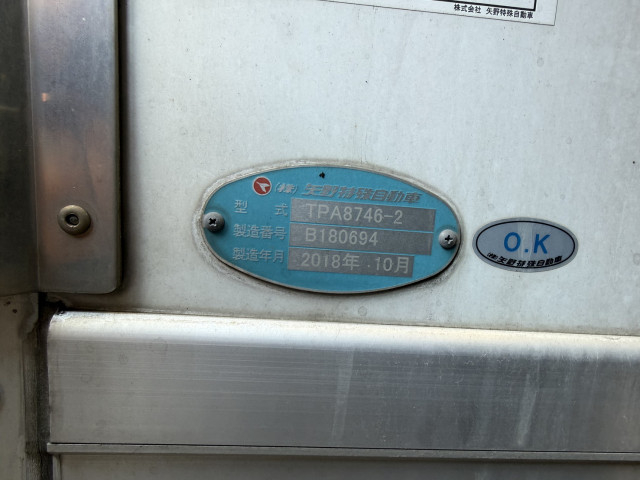 株式会社 矢野特殊自動車
(株) 矢野特殊自動車
型 式 TPA8746-2
製造番号 B180694
製造年月 2018年 .10月
O.K
㈱矢野特殊自動車